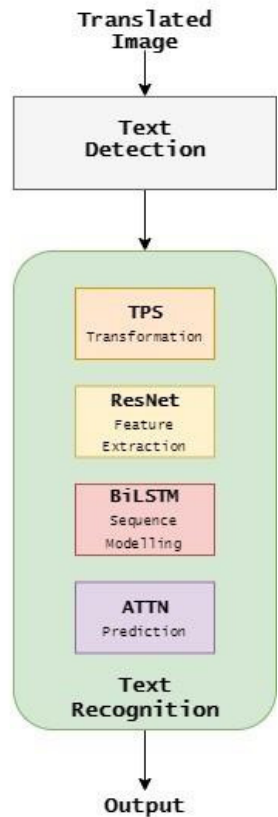 Translated
Image
Text
Detection
TPS
Transformation
ResNet
Feature
Extraction
BiLSTM
Sequence
Modelling
ATTN
Prediction
Text
Recognition
Output